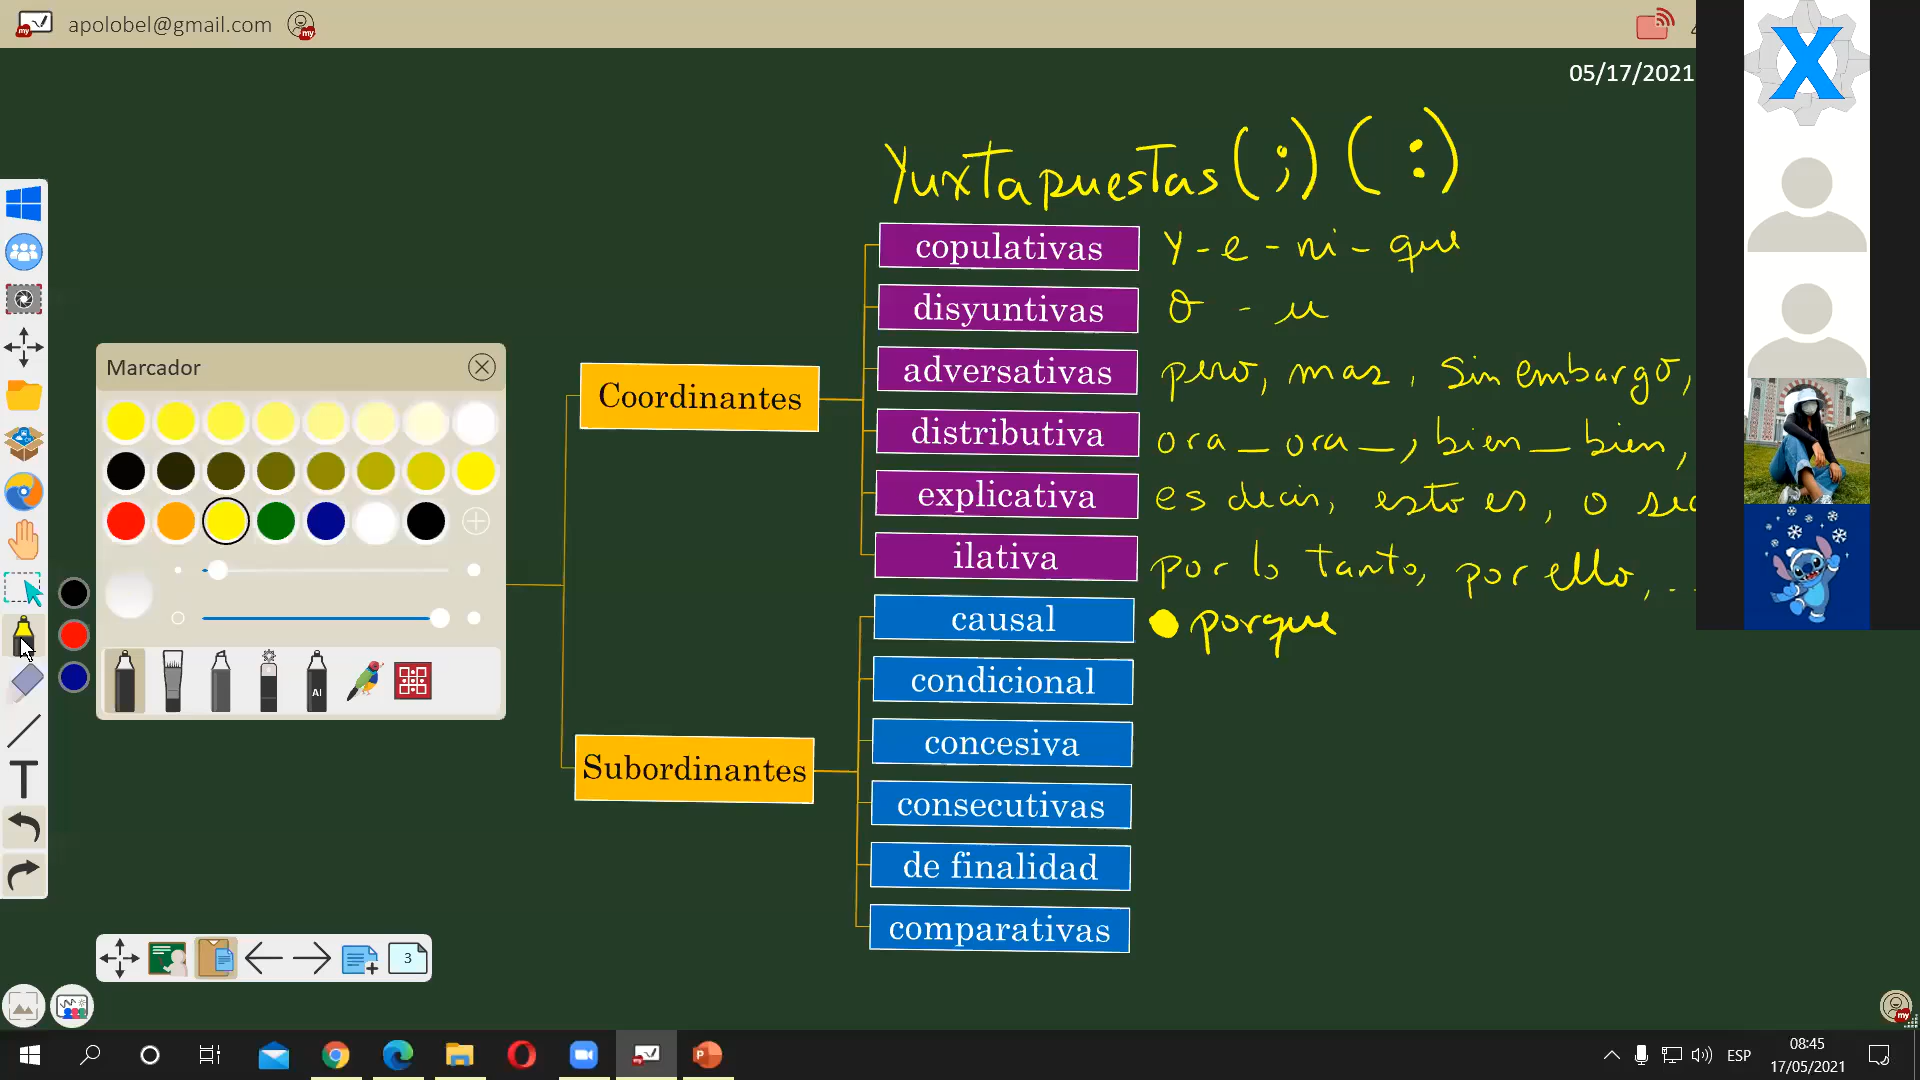 apolobel@gmail.com
05/17/2021
Yuxtapuestas (;) (:)
copulativas y - e - ni - que
disyuntivas o - u
adversativas pero, mas, sin embargo,
Coordinantes
distributiva ora _ ora _, bien _ bien,
explicativa es decir, esto es, o
ilativa por lo tanto, por ello, ...
causal porque
condicional
concesiva
Subordinantes
consecutivas
de finalidad
comparativas
Marcador
AI
T
3
ESP
08:45
17/05/2021